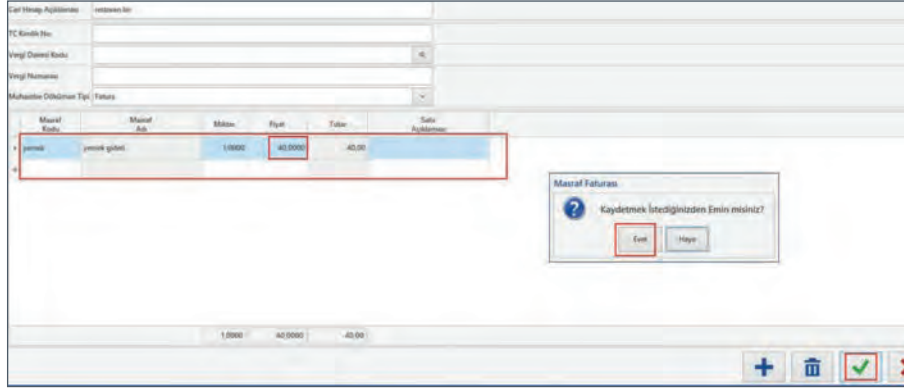 Cari Hesap Açıklaması restoran bir
TC Kimlik No:
Vergi Dairesi Kodu
Vergi Numarası
Muhasebe Döküman Tipi Fatura
Masraf Kodu Masraf Adı Miktar Fiyat Tutar Satır Açıklaması
yemek yemek gideri 1,0000 40,0000 40,00
Masraf Faturası
Kaydetmek İstediğinizden Emin misiniz?
Evet Hayır
1,0000 40,0000 40,00